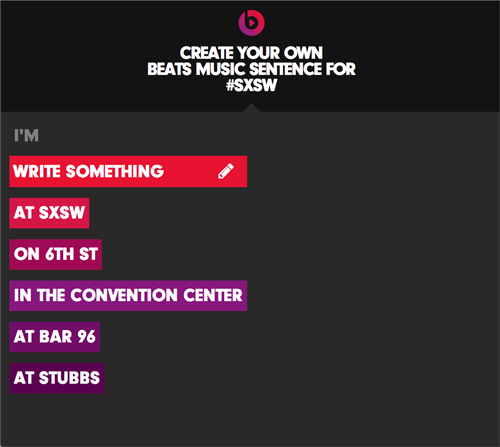 CREATE YOUR OWN
BEATS MUSIC SENTENCE FOR
#SXSW
I'M
WRITE SOMETHING
AT SXSW
ON 6TH ST
IN THE CONVENTION CENTER
AT BAR 96
AT STUBBS